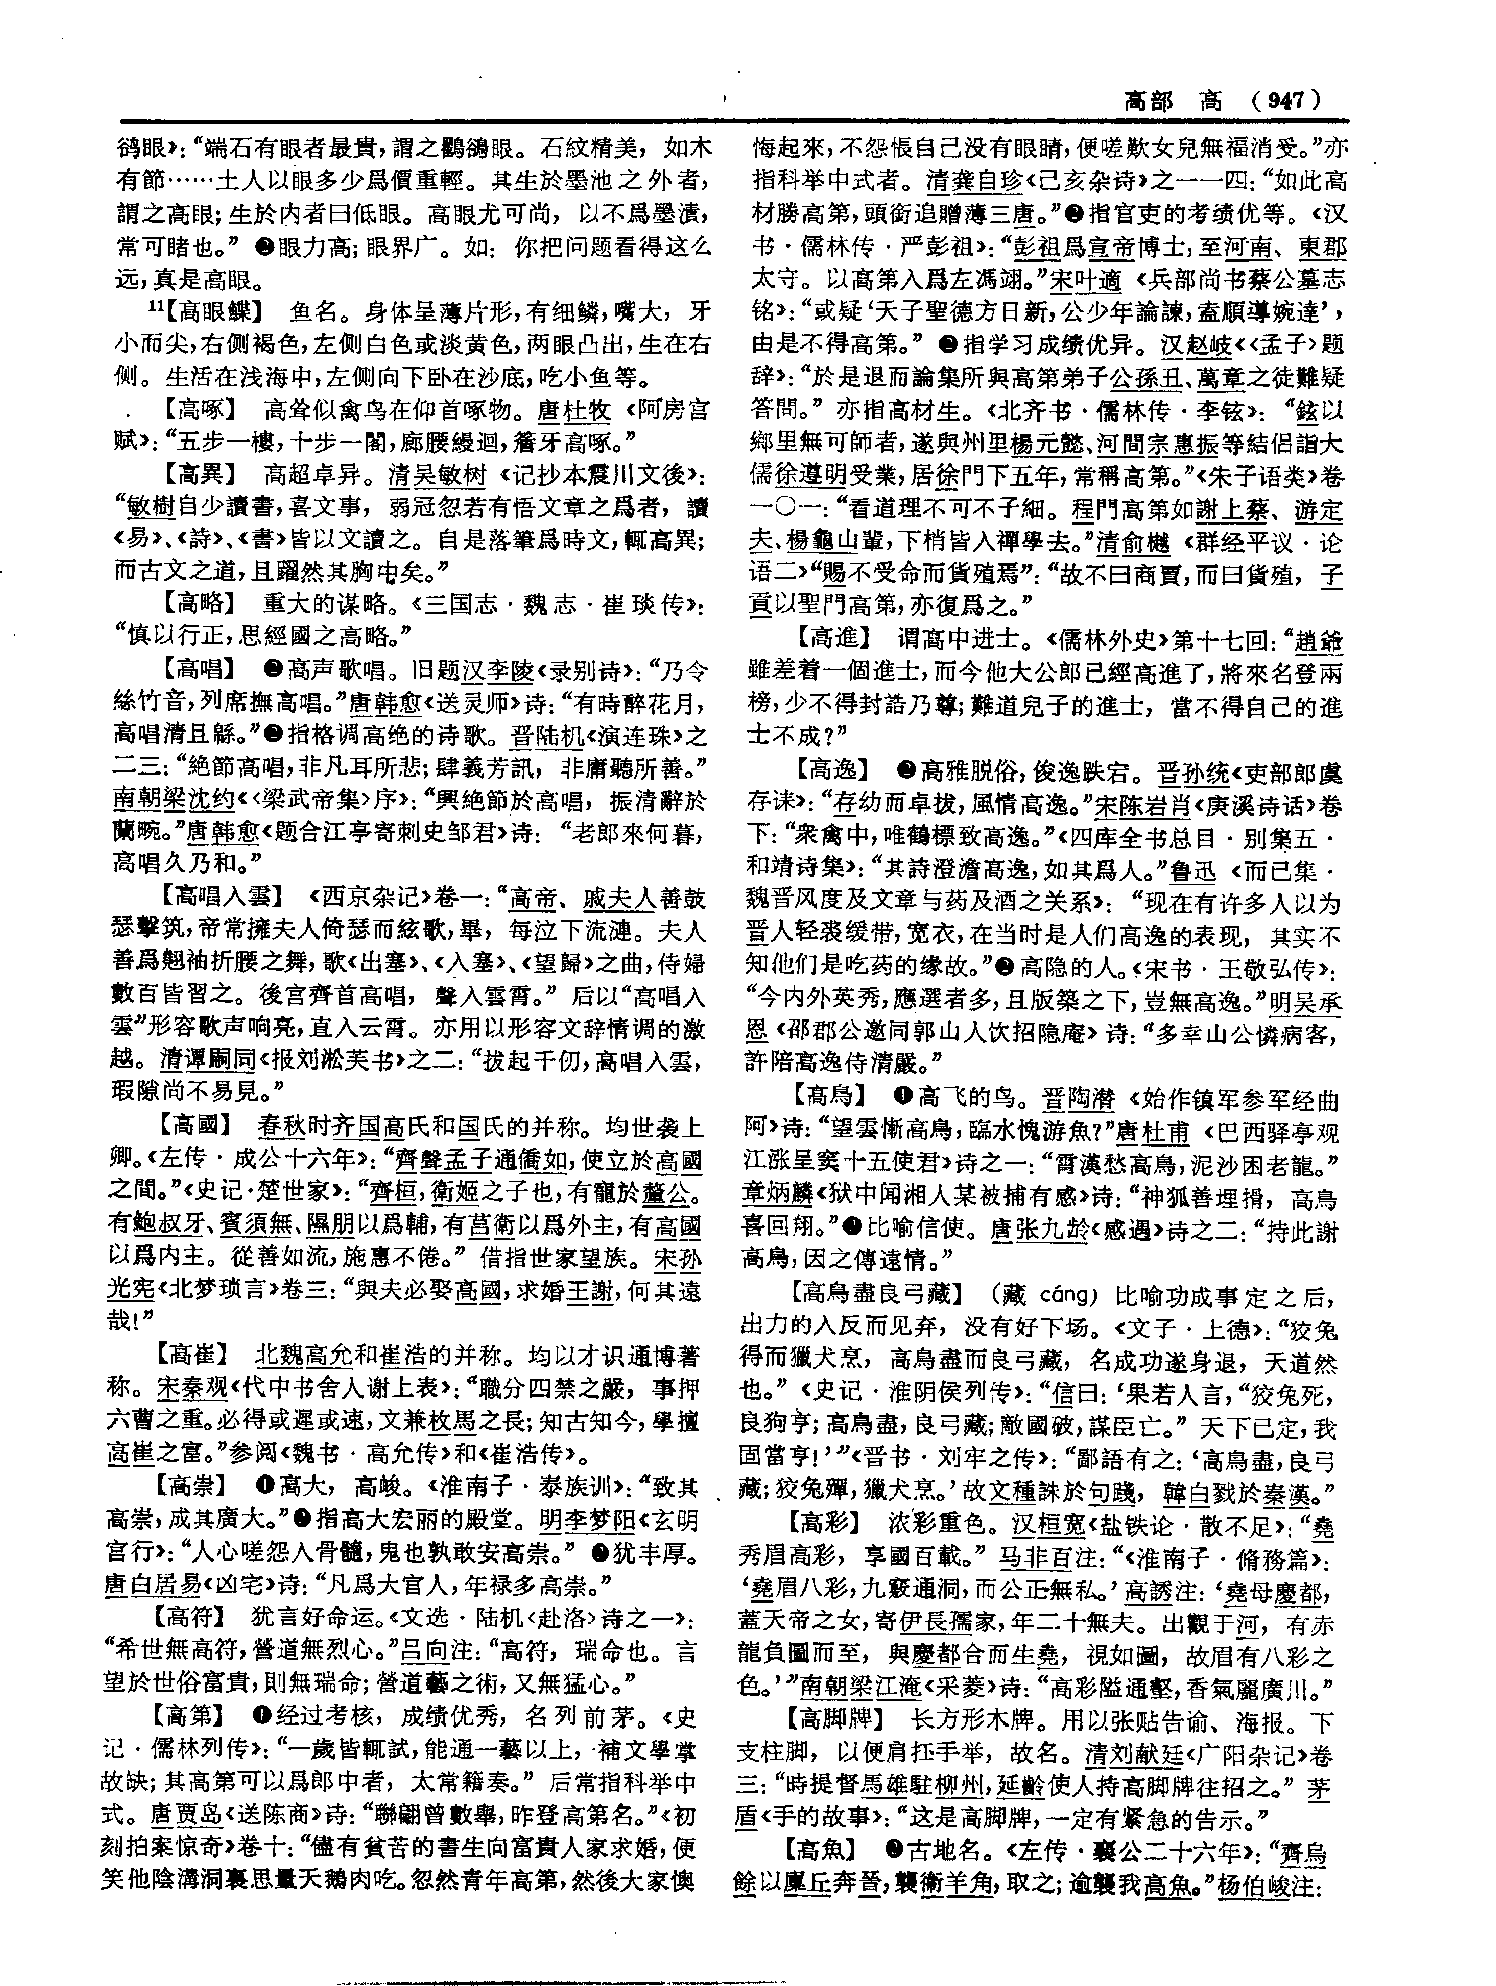 高部 高 (947)
鸲眼》：“端石有眼者最貴，謂之鸜鵒眼。石紋精美，如木
有節……土人以眼多少爲價重輕。其生於墨池之外者，
謂之高眼；生於内者曰低眼。高眼尤可尚，以不爲墨漬，
常可睹也。” ❷眼力高；眼界广。如：你把问题看得这么
远，真是高眼。
11【高眼鰈】 鱼名。身体呈薄片形，有细鳞，嘴大，牙
小而尖，右侧褐色，左侧白色或淡黄色，两眼凸出，生在右
侧。生活在浅海中，左侧向下卧在沙底，吃小鱼等。
【高啄】 高耸似禽鸟在仰首啄物。唐杜牧《阿房宫
赋》：“五步一樓，十步一閣，廊腰縵迴，簷牙高啄。”
【高異】 高超卓异。清吴敏树《记抄本震川文後》：
“敏樹自少讀書，喜文事，弱冠忽若有悟文章之爲者，讀
《易》、《詩》、《書》皆以文讀之。自是落筆爲時文，輒高異；
而古文之道，且躍然其胸中矣。”
【高略】 重大的谋略。《三国志·魏志·崔琰传》：
“慎以行正，思經國之高略。”
【高唱】 ❶高声歌唱。旧题汉李陵《录别诗》：“乃令
絲竹音，列席撫高唱。”唐韩愈《送灵师》诗：“有時醉花月，
高唱清且緜。”❷指格调高绝的诗歌。晋陆机《演连珠》之
二三：“絶節高唱，非凡耳所悲；肆義芳訊，非庸聽所善。”
南朝梁沈约《〈梁武帝集〉序》：“興絶節於高唱，振清辭於
蘭畹。”唐韩愈《题合江亭寄刺史邹君》诗：“老郎來何暮，
高唱久乃和。”
【高唱入雲】 《西京杂记》卷一：“高帝、戚夫人善鼓
瑟擊筑，帝常擁夫人倚瑟而絃歌，畢，每泣下流漣。夫人
善爲翹袖折腰之舞，歌《出塞》、《入塞》、《望歸》之曲，侍婦
數百皆習之。後宫齊首高唱，聲入雲霄。” 后以“高唱入
雲”形容歌声响亮，直入云霄。亦用以形容文辞情调的激
越。清谭嗣同《报刘淞芙书》之二：“拔起千仞，高唱入雲，
瑕隙尚不易見。”
【高國】 春秋时齐国高氏和国氏的并称。均世袭上
卿。《左传·成公十六年》：“齊聲孟子通僑如，使立於高國
之間。”《史记·楚世家》：“齊桓，衛姬之子也，有寵於釐公。
有鮑叔牙、賓須無、隰朋以爲輔，有莒衛以爲外主，有高國
以爲内主。從善如流，施惠不倦。” 借指世家望族。宋孙
光宪《北梦琐言》卷三：“與夫必娶高國，求婚王謝，何其遠
哉！”
【高崔】 北魏高允和崔浩的并称。均以才识通博著
称。宋秦观《代中书舍人谢上表》：“職分四禁之嚴，事押
六曹之重。必得或遲或速，文兼枚馬之長；知古知今，學擅
高崔之富。”参阅《魏书·高允传》和《崔浩传》。
【高崇】 ❶高大，高峻。《淮南子·泰族训》：“致其
高崇，成其廣大。”❷指高大宏丽的殿堂。明李梦阳《玄明
宫行》：“人心嗟怨入骨髓，鬼也孰敢安高崇。” ❸犹丰厚。
唐白居易《凶宅》诗：“凡爲大官人，年禄多高崇。”
【高符】 犹言好命运。《文选·陆机〈赴洛〉诗之一》：
“希世無高符，營道無烈心。”吕向注：“高符，瑞命也。言
望於世俗富貴，則無瑞命；營道藝之術，又無猛心。”
【高第】 ❶经过考核，成绩优秀，名列前茅。《史
记·儒林列传》：“一歲皆輒試，能通一藝以上，補文學掌
故缺；其高第可以爲郎中者，太常籍奏。” 后常指科举中
式。唐贾岛《送陈商》诗：“聯翩曾數舉，昨登高第名。”《初
刻拍案惊奇》卷十：“儘有貧苦的書生向富貴人家求婚，便
笑他陰溝洞裏思量天鵝肉吃。忽然青年高第，然後大家懊
悔起來，不怨悵自己没有眼睛，便嗟歎女兒無福消受。”亦
指科举中式者。清龚自珍《己亥杂诗》之一一四：“如此高
材勝高第，頭銜追贈薄三唐。”❷指官吏的考绩优等。《汉
书·儒林传·严彭祖》：“彭祖爲宣帝博士，至河南、東郡
太守。以高第入爲左馮翊。”宋叶適《兵部尚书蔡公墓志
铭》：“或疑‘天子聖德方日新，公少年論諫，盍順導婉達’，
由是不得高第。” ❸指学习成绩优异。汉赵岐《〈孟子〉题
辞》：“於是退而論集所與高第弟子公孫丑、萬章之徒難疑
答問。” 亦指高材生。《北齐书·儒林传·李铉》：“鉉以
鄉里無可師者，遂與州里楊元懿、河間宗惠振等結侣詣大
儒徐遵明受業，居徐門下五年，常稱高第。”《朱子语类》卷
一〇一：“看道理不可不子細。程門高第如謝上蔡、游定
夫、楊龜山輩，下梢皆入禪學去。”清俞樾《群经平议·论
语二》“賜不受命而貨殖焉”：“故不曰商賈，而曰貨殖，子
貢以聖門高第，亦復爲之。”
【高進】 谓高中进士。《儒林外史》第十七回：“趙爺
雖差着一個進士，而今他大公郎已經高進了，將來名登兩
榜，少不得封誥乃尊；難道兒子的進士，當不得自己的進
士不成？”
【高逸】 ❶高雅脱俗，俊逸跌宕。晋孙统《吏部郎虞
存诔》：“存幼而卓拔，風情高逸。”宋陈岩肖《庚溪诗话》卷
下：“衆禽中，唯鶴標致高逸。”《四库全书总目·别集五·
和靖诗集》：“其詩澄澹高逸，如其爲人。”鲁迅《而已集·
魏晋风度及文章与药及酒之关系》：“现在有许多人以为
晋人轻裘缓带，宽衣，在当时是人们高逸的表现，其实不
知他们是吃药的缘故。”❷高隐的人。《宋书·王敬弘传》：
“今内外英秀，應選者多，且版築之下，豈無高逸。”明吴承
恩《邵郡公邀同郭山人饮招隐庵》诗：“多幸山公憐病客，
許陪高逸侍清嚴。”
【高鳥】 ❶高飞的鸟。晋陶潜《始作镇军参军经曲
阿》诗：“望雲慚高鳥，臨水愧游魚？”唐杜甫《巴西驿亭观
江涨呈窦十五使君》诗之一：“霄漢愁高鳥，泥沙困老龍。”
章炳麟《狱中闻湘人某被捕有感》诗：“神狐善埋搰，高鳥
喜回翔。”❷比喻信使。唐张九龄《感遇》诗之二：“持此謝
高鳥，因之傳遠情。”
【高鳥盡良弓藏】 （藏 cáng）比喻功成事定之后，
出力的人反而见弃，没有好下场。《文子·上德》：“狡兔
得而獵犬烹，高鳥盡而良弓藏，名成功遂身退，天道然
也。”《史记·淮阴侯列传》：“信曰：‘果若人言，“狡兔死，
良狗亨；高鳥盡，良弓藏；敵國破，謀臣亡。” 天下已定，我
固當亨！’”《晋书·刘牢之传》：“鄙語有之：‘高鳥盡，良弓
藏；狡兔殫，獵犬烹。’故文種誅於句踐，韓白戮於秦漢。”
【高彩】 浓彩重色。汉桓宽《盐铁论·散不足》：“堯
秀眉高彩，享國百載。” 马非百注：“《淮南子·脩務篇》：
‘堯眉八彩，九竅通洞，而公正無私。’高誘注：‘堯母慶都，
蓋天帝之女，寄伊長孺家，年二十無夫。出觀于河，有赤
龍負圖而至，與慶都合而生堯，視如圖，故眉有八彩之
色。’”南朝梁江淹《采菱》诗：“高彩隘通壑，香氣麗廣川。”
【高脚牌】 长方形木牌。用以张贴告谕、海报。下
支柱脚，以便肩扛手举，故名。清刘献廷《广阳杂记》卷
三：“時提督馬雄駐柳州，延齡使人持高脚牌往招之。” 茅
盾《手的故事》：“这是高脚牌，一定有紧急的告示。”
【高魚】 ❶古地名。《左传·襄公二十六年》：“齊烏
餘以廩丘奔晉，襲衛羊角，取之；逾襲我高魚。”杨伯峻注：